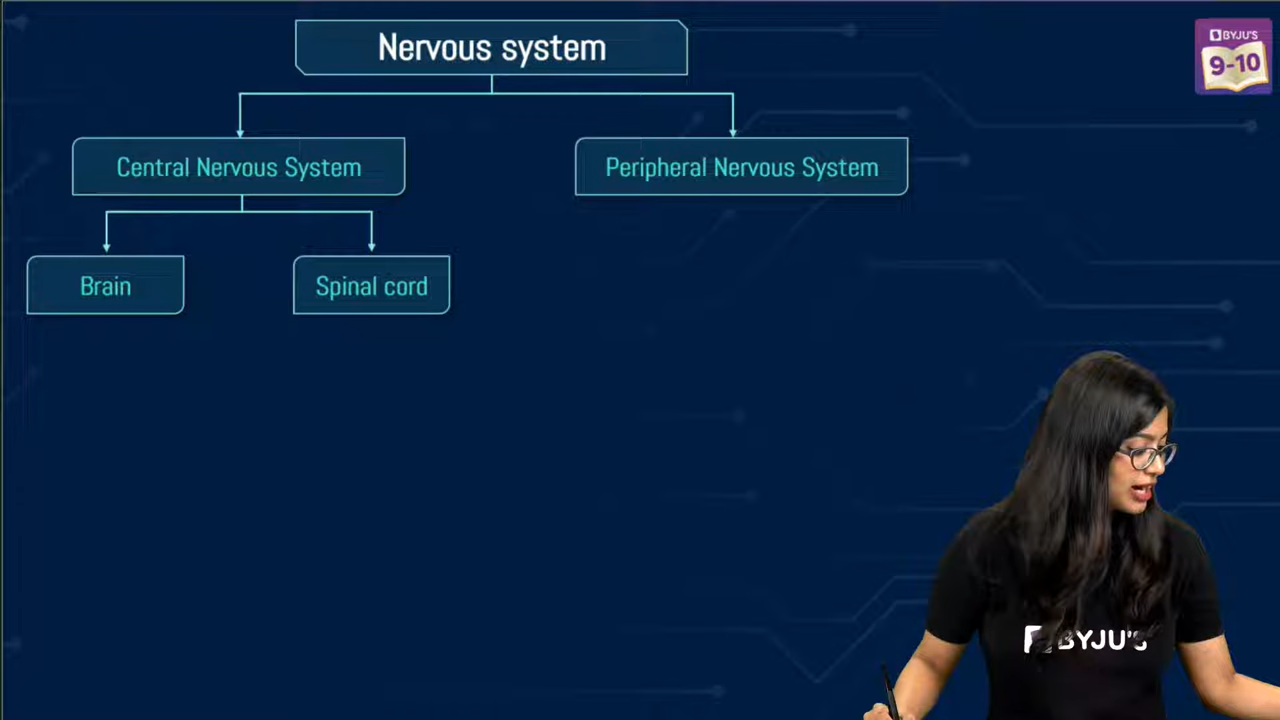 Nervous system
BYJU'S
9-10
Central Nervous System
Peripheral Nervous System
Brain
Spinal cord
BYJU'S